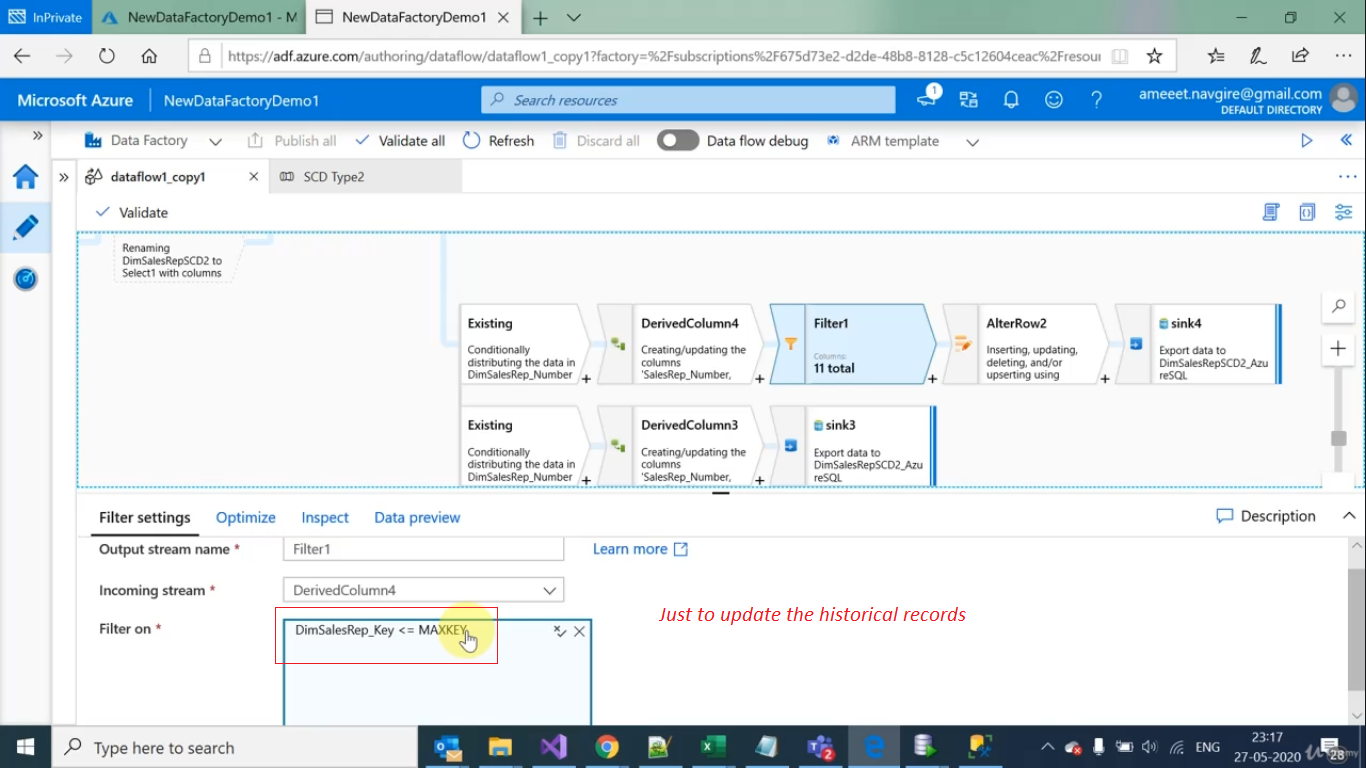 InPrivate
NewDataFactoryDemo1 - M
NewDataFactoryDemo1
https://adf.azure.com/authoring/dataflow/dataflow1_copy1?factory=%2Fsubscriptions%2F675d73e2-d2de-48b8-8128-c5c12604ceac%2Fresour
Microsoft Azure
NewDataFactoryDemo1
Search resources
1
ameeet.navgire@gmail.com
DEFAULT DIRECTORY
Data Factory
Publish all
Validate all
Refresh
Discard all
Data flow debug
ARM template
dataflow1_copy1
SCD Type2
Validate
Renaming
DimSalesRepSCD2 to
Select1 with columns
Existing
Conditionally
distributing the data in
DimSalesRep_Number
DerivedColumn4
Creating/updating the
columns
'SalesRep_Number,
Filter1
Columns:
11 total
AlterRow2
Inserting, updating,
deleting, and/or
upserting using
sink4
Export data to
DimSalesRepSCD2_Azu
reSQL
Existing
Conditionally
distributing the data in
DimSalesRep_Number
DerivedColumn3
Creating/updating the
columns
'SalesRep_Number,
sink3
Export data to
DimSalesRepSCD2_Azu
reSQL
Filter settings
Optimize
Inspect
Data preview
Description
Output stream name *
Filter1
Learn more
Incoming stream *
DerivedColumn4
Just to update the historical records
Filter on *
DimSalesRep_Key <= MAXKEY
Type here to search
ENG
23:17
27-05-2020
28